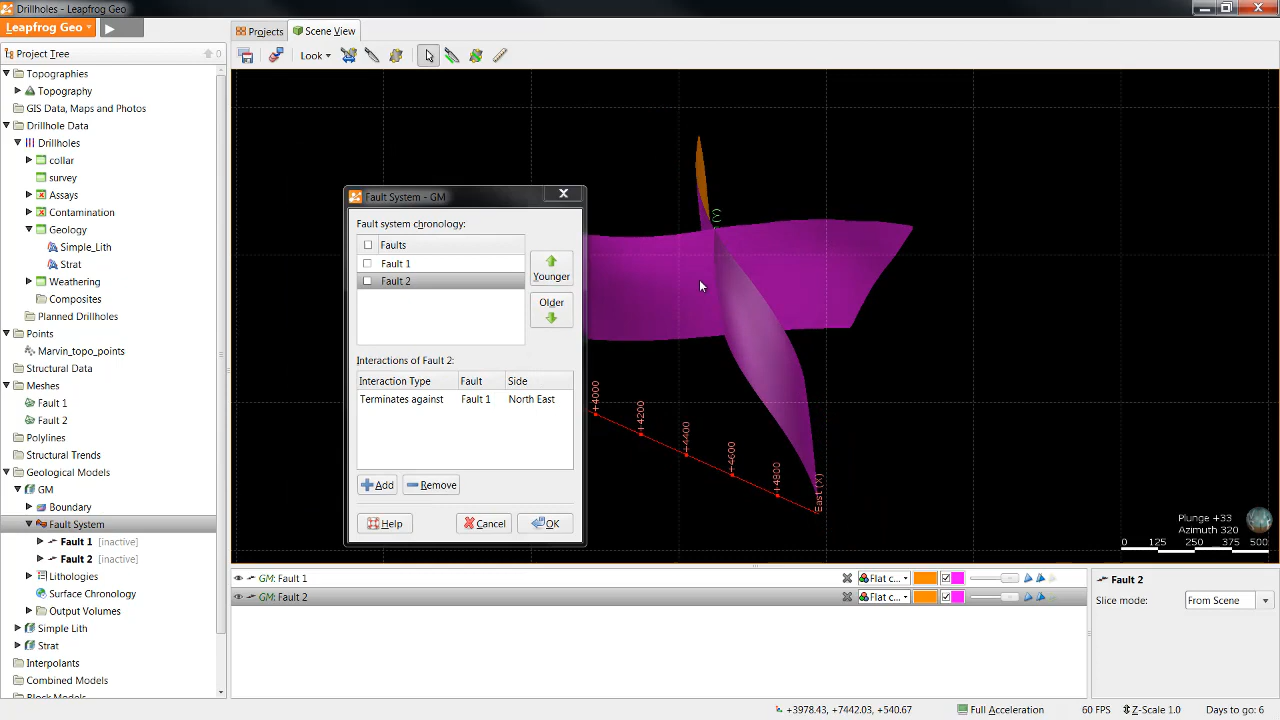 Drillholes - Leapfrog Geo
Leapfrog Geo
Projects
Scene View
Project Tree
0
Look
Topographies
Topography
GIS Data, Maps and Photos
Drillhole Data
Drillholes
collar
survey
Assays
Contamination
Geology
Simple_Lith
Strat
Weathering
Composites
Planned Drillholes
Points
Marvin_topo_points
Structural Data
Meshes
Fault 1
Fault 2
Polylines
Structural Trends
Geological Models
GM
Boundary
Fault System
Fault 1 [inactive]
Fault 2 [inactive]
Lithologies
Surface Chronology
Output Volumes
Simple Lith
Strat
Interpolants
Combined Models
Block Models
Fault System - GM
Fault system chronology:
Faults
Fault 1
Fault 2
Younger
Older
Interactions of Fault 2:
Interaction Type Fault Side
Terminates against Fault 1 North East
Add
Remove
Help
Cancel
OK
(Y)
+4000
+4200
+4400
+4600
+4800
East (X)
Plunge +33
Azimuth 320
0 125 250 375 500
GM: Fault 1
Flat c...
GM: Fault 2
Flat c...
Fault 2
Slice mode: From Scene
+3978.43, +7442.03, +540.67
Full Acceleration
60 FPS
Z-Scale 1.0
Days to go: 6